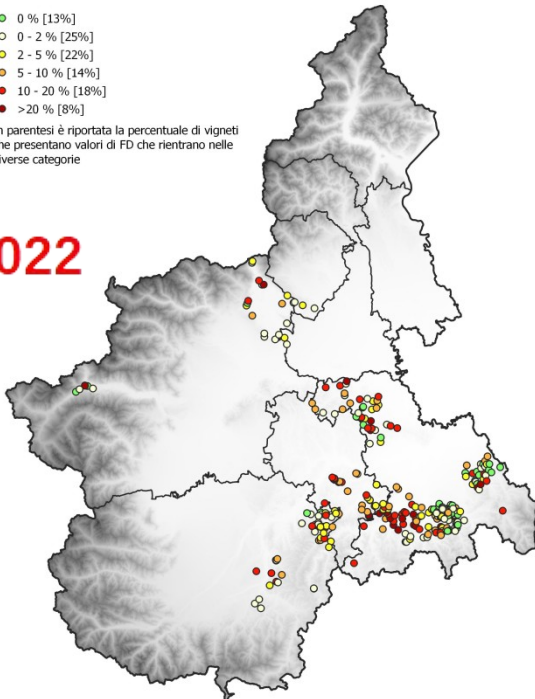 0 % [13%]
0 - 2 % [25%]
2 - 5 % [22%]
5 - 10 % [14%]
10 - 20 % [18%]
>20 % [8%]
n parentesi è riportata la percentuale di vigneti
he presentano valori di FD che rientrano nelle
iverse categorie
022